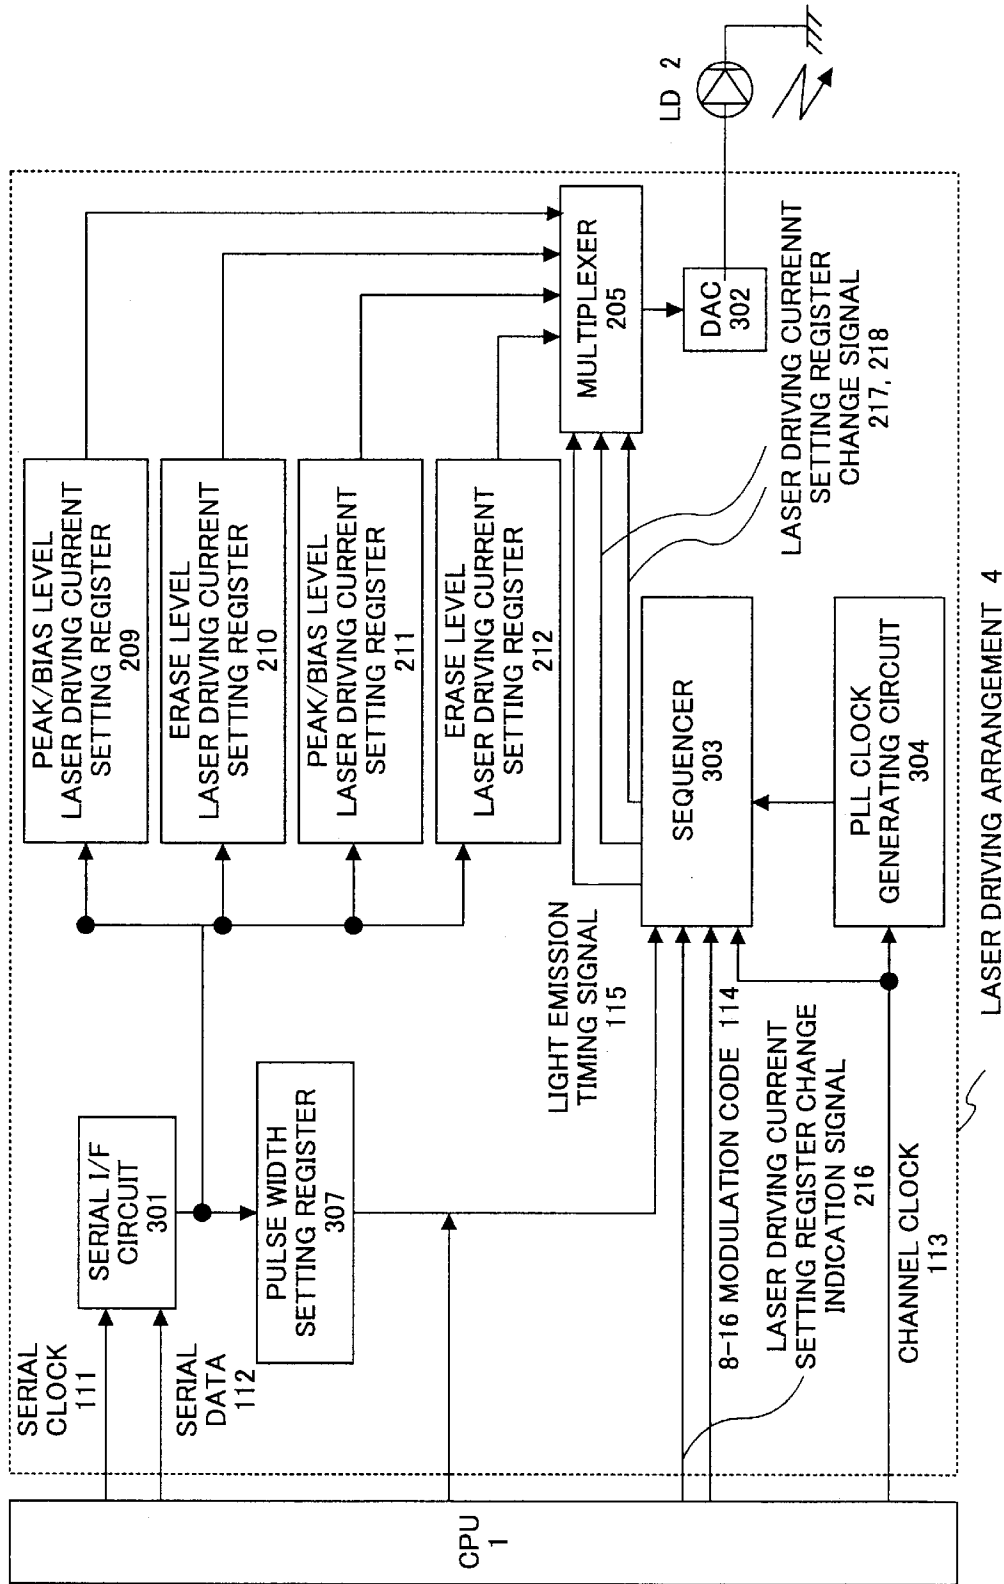 CPU
1
SERIAL
CLOCK
111
SERIAL
DATA
112
SERIAL I/F
CIRCUIT
301
PULSE WIDTH
SETTING REGISTER
307
PEAK/BIAS LEVEL
LASER DRIVING CURRENT
SETTING REGISTER
209
ERASE LEVEL
LASER DRIVING CURRENT
SETTING REGISTER
210
PEAK/BIAS LEVEL
LASER DRIVING CURRENT
SETTING REGISTER
211
ERASE LEVEL
LASER DRIVING CURRENT
SETTING REGISTER
212
LIGHT EMISSION
TIMING SIGNAL
115
8-16 MODULATION CODE 114
LASER DRIVING CURRENT
SETTING REGISTER CHANGE
INDICATION SIGNAL
216
CHANNEL CLOCK
113
SEQUENCER
303
PLL CLOCK
GENERATING CIRCUIT
304
MULTIPLEXER
205
DAC
302
LASER DRIVING CURRENNT
SETTING REGISTER
CHANGE SIGNAL
217, 218
LD 2
LASER DRIVING ARRANGEMENT 4